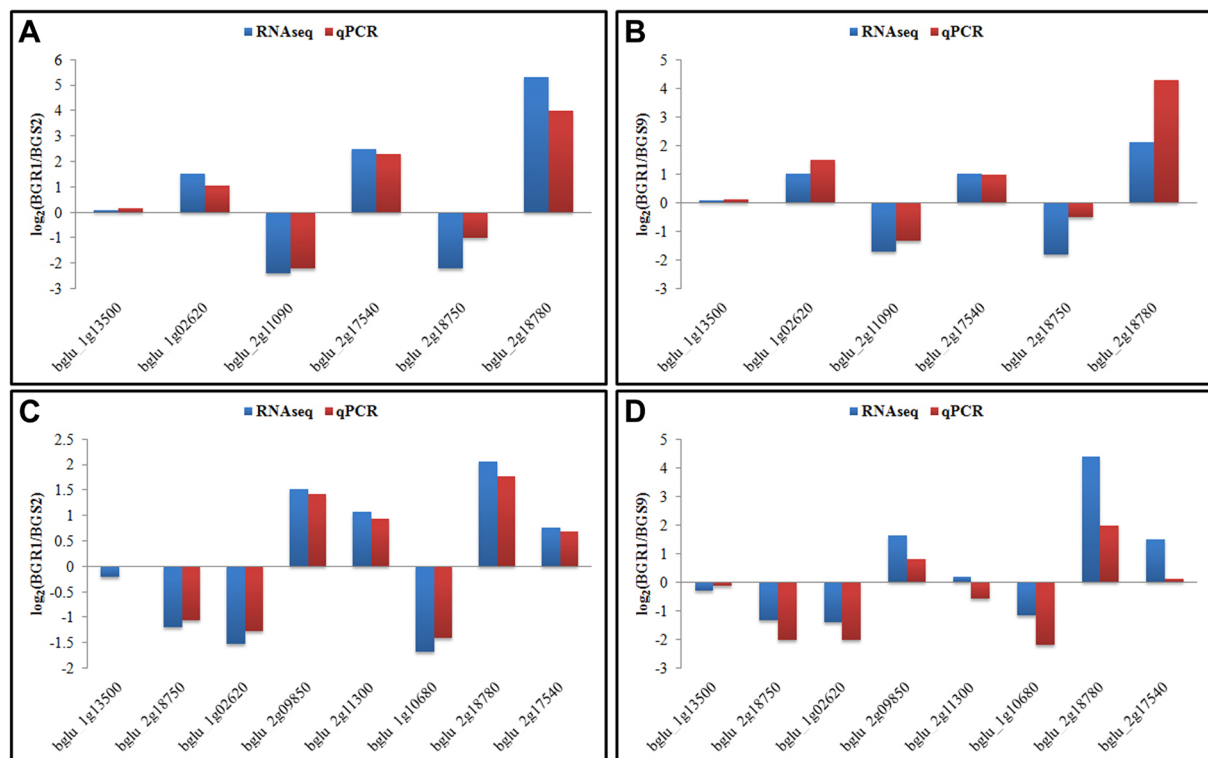 A
RNAseq qPCR
log2(BGR1/BGS2)
6
5
4
3
2
1
0
-1
-2
-3
bglu_1g13500
bglu_1g02620
bglu_2g11090
bglu_2g17540
bglu_2g18750
bglu_2g18780
B
RNAseq qPCR
log2(BGR1/BGS9)
5
4
3
2
1
0
-1
-2
-3
bglu_1g13500
bglu_1g02620
bglu_2g11090
bglu_2g17540
bglu_2g18750
bglu_2g18780
C
RNAseq qPCR
log2(BGR1/BGS2)
2.5
2
1.5
1
0.5
0
-0.5
-1
-1.5
-2
bglu_1g13500
bglu_2g18750
bglu_1g02620
bglu_2g09850
bglu_2g11300
bglu_1g10680
bglu_2g18780
bglu_2g17540
D
RNAseq qPCR
log2(BGR1/BGS9)
5
4
3
2
1
0
-1
-2
-3
bglu_1g13500
bglu_2g18750
bglu_1g02620
bglu_2g09850
bglu_2g11300
bglu_1g10680
bglu_2g18780
bglu_2g17540